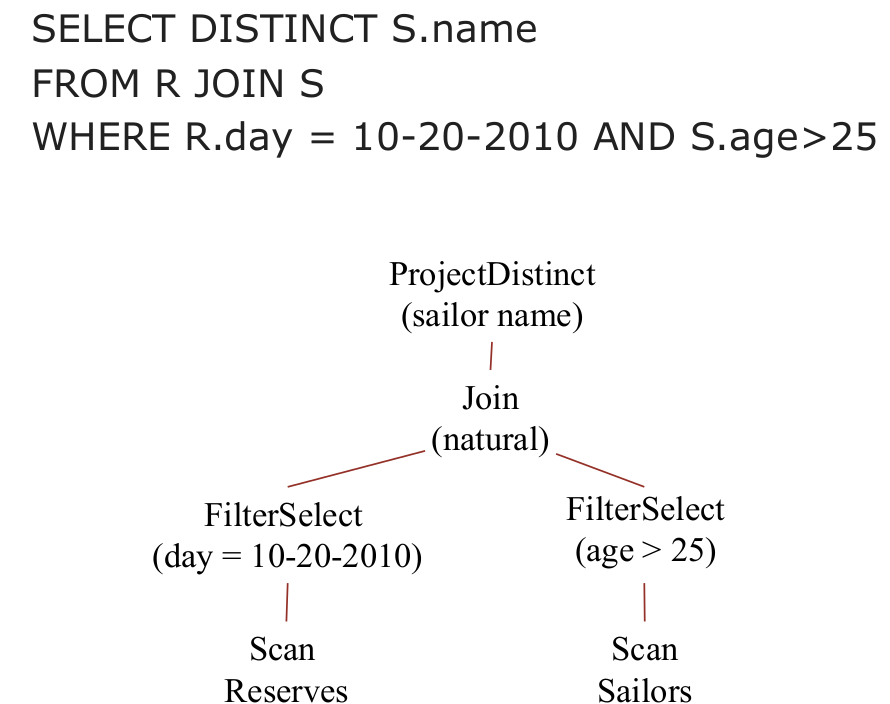 SELECT DISTINCT S.name
FROM R JOIN S
WHERE R.day = 10-20-2010 AND S.age>25
ProjectDistinct
(sailor name)
Join
(natural)
FilterSelect
(day = 10-20-2010)
FilterSelect
(age > 25)
Scan
Reserves
Scan
Sailors